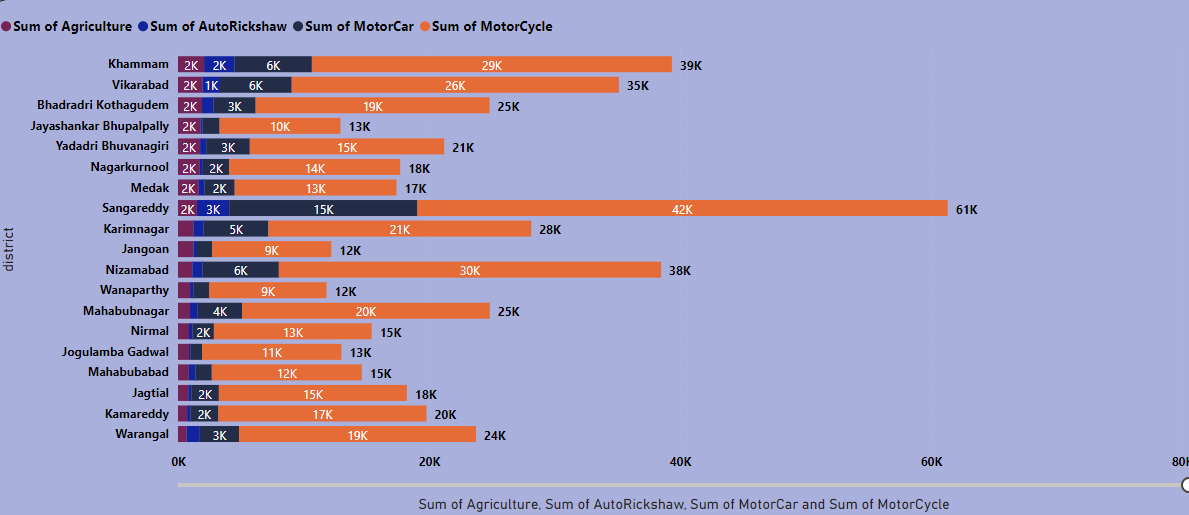 Sum of Agriculture Sum of AutoRickshaw Sum of MotorCar Sum of MotorCycle
Khammam 2K 2K 6K 29K 39K
Vikarabad 2K 1K 6K 26K 35K
Bhadradri Kothagudem 2K 3K 19K 25K
Jayashankar Bhupalpally 2K 10K 13K
Yadadri Bhuvanagiri 2K 3K 15K 21K
Nagarkurnool 2K 2K 14K 18K
Medak 2K 2K 13K 17K
Sangareddy 2K 3K 15K 42K 61K
Karimnagar 5K 21K 28K
Jangoan 9K 12K
Nizamabad 6K 30K 38K
Wanaparthy 9K 12K
Mahabubnagar 4K 20K 25K
Nirmal 2K 13K 15K
Jogulamba Gadwal 11K 13K
Mahabubabad 12K 15K
Jagtial 2K 15K 18K
Kamareddy 2K 17K 20K
Warangal 3K 19K 24K
district
0K 20K 40K 60K 80K
Sum of Agriculture, Sum of AutoRickshaw, Sum of MotorCar and Sum of MotorCycle